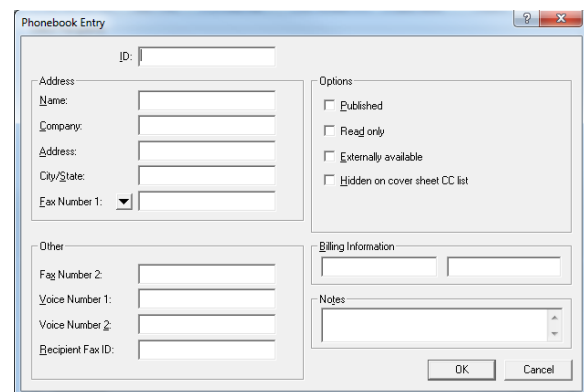 Phonebook Entry
ID:
Address
Name:
Company:
Address:
City/State:
Fax Number 1:
Options
Published
Read only
Externally available
Hidden on cover sheet CC list
Other
Fax Number 2:
Voice Number 1:
Voice Number 2:
Recipient Fax ID:
Billing Information
Notes
OK Cancel